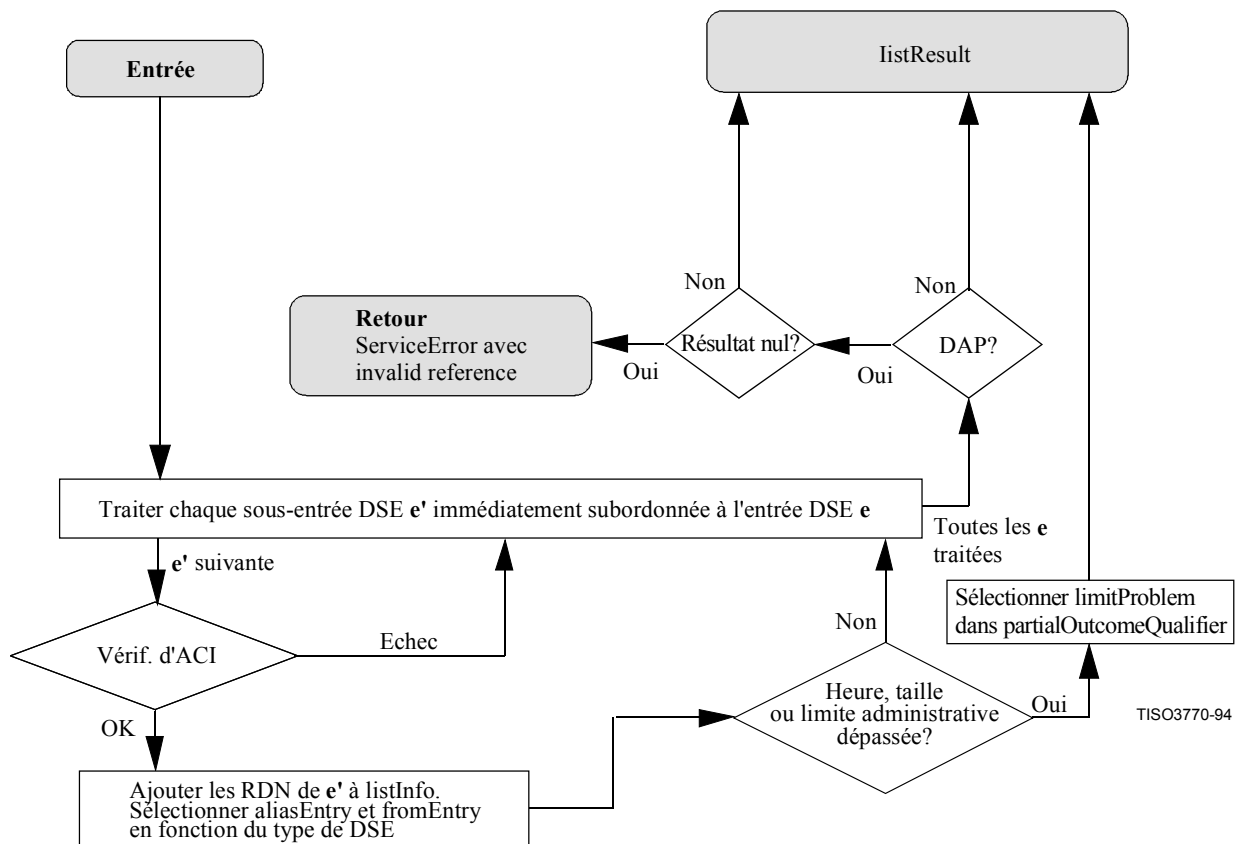 Entrée
IistResult
Non
Non
Retour
ServiceError avec
invalid reference
Résultat nul?
DAP?
Oui
Oui
Traiter chaque sous-entrée DSE e' immédiatement subordonnée à l'entrée DSE e
Toutes les e
traitées
e' suivante
Sélectionner limitProblem
dans partialOutcomeQualifier
Non
Echec
Vérif. d'ACI
Heure, taille
ou limite administrative
dépassée?
Oui
TISO3770-94
OK
Ajouter les RDN de e' à listInfo.
Sélectionner aliasEntry et fromEntry
en fonction du type de DSE